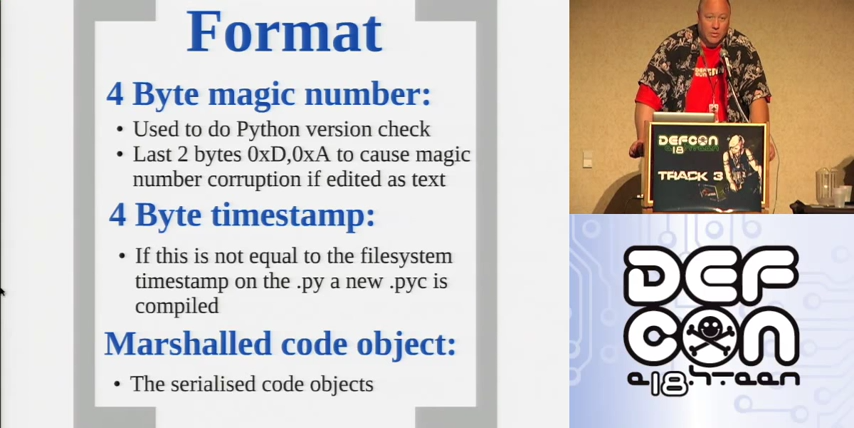 Format
4 Byte magic number:
• Used to do Python version check
• Last 2 bytes 0xD,0xA to cause magic
number corruption if edited as text
4 Byte timestamp:
• If this is not equal to the filesystem
timestamp on the .py a new .pyc is
compiled
Marshalled code object:
• The serialised code objects
DEFCON
18
TRACK 3
DEF
CON
e18h.teen